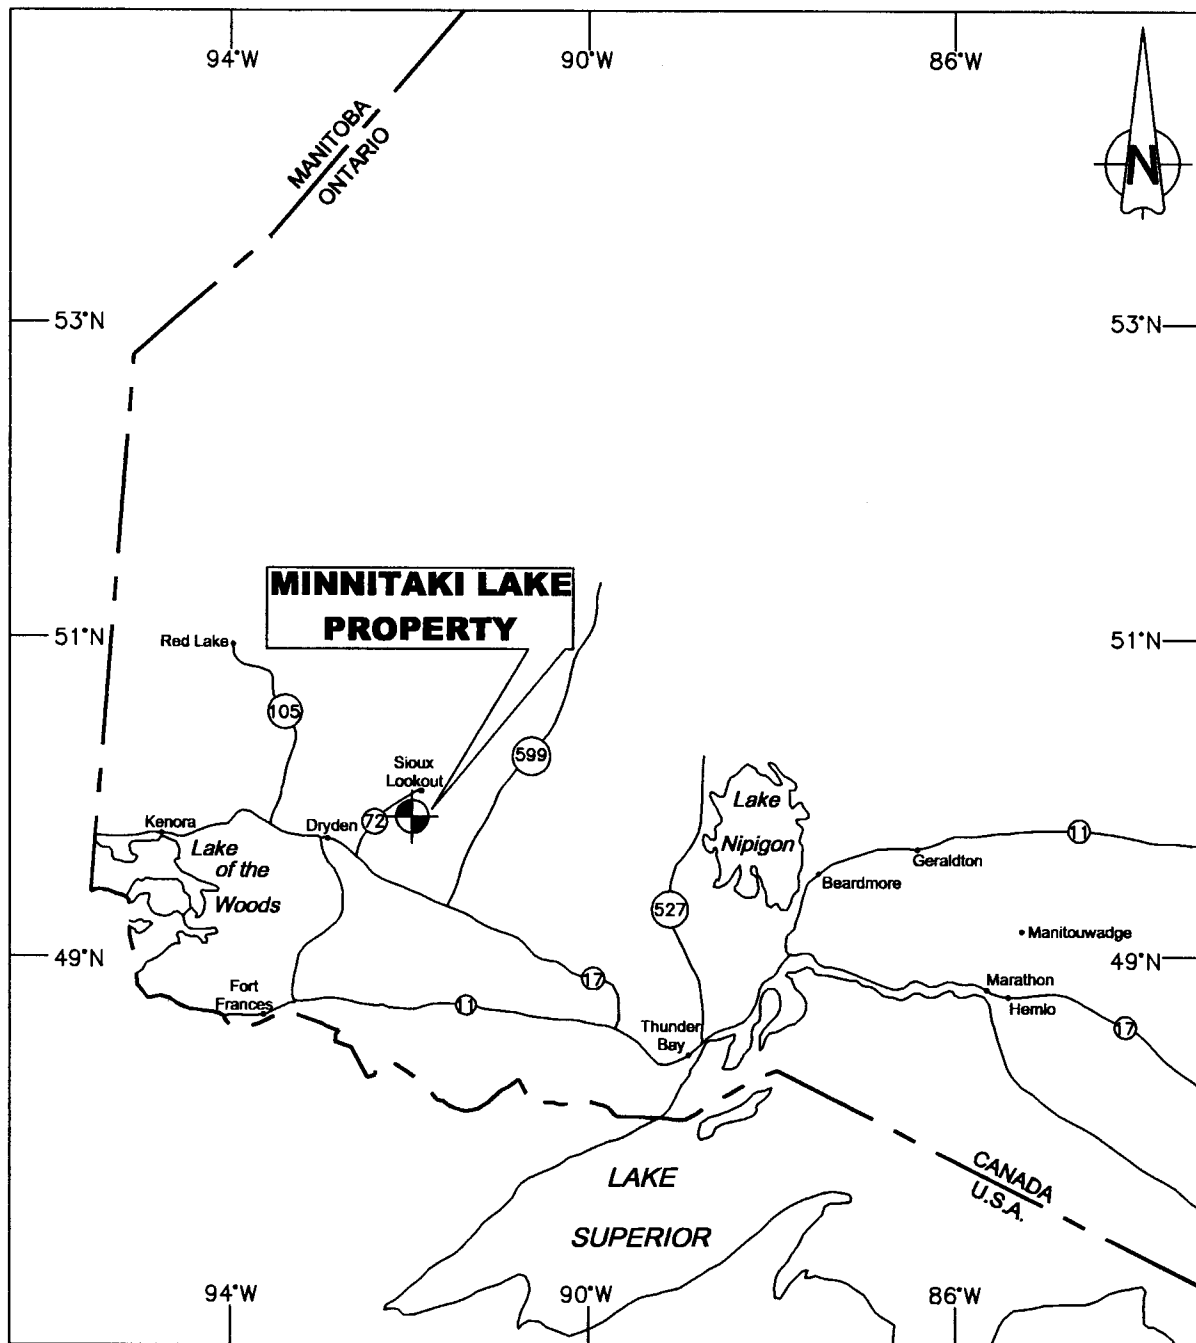 94°W
90°W
86°W
MANITOBA
ONTARIO
N
53°N
53°N
MINNITAKI LAKE
PROPERTY
51°N
51°N
Red Lake
105
599
Sioux
Lookout
72
Kenora
Dryden
Lake
of the
Woods
Lake
Nipigon
11
Geraldton
Beardmore
527
Manitouwadge
49°N
49°N
Fort
Frances
11
17
Marathon
Hemlo
17
Thunder
Bay
CANADA
U.S.A.
LAKE
SUPERIOR
94°W
90°W
86°W